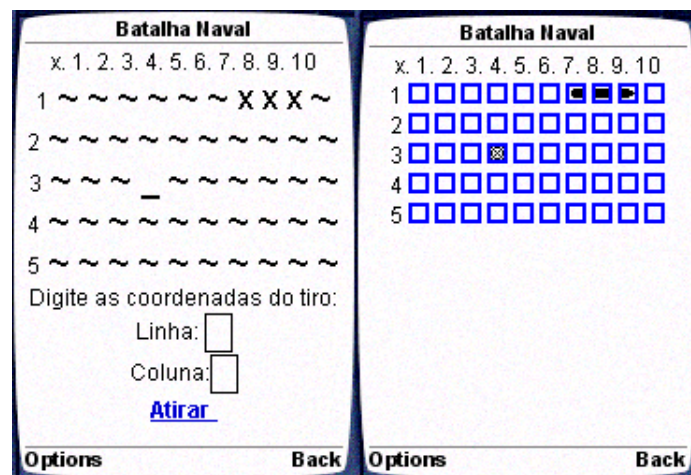 Batalha Naval
x. 1. 2. 3. 4. 5. 6. 7. 8. 9. 10
1 ~ ~ ~ ~ ~ ~ X X X ~
2 ~ ~ ~ ~ ~ ~ ~ ~ ~ ~
3 ~ ~ ~ _ ~ ~ ~ ~ ~ ~
4 ~ ~ ~ ~ ~ ~ ~ ~ ~ ~
5 ~ ~ ~ ~ ~ ~ ~ ~ ~ ~
Digite as coordenadas do tiro:
Linha:
Coluna:
Atirar
Options Back
Batalha Naval
x. 1. 2. 3. 4. 5. 6. 7. 8. 9. 10
1
2
3
4
5
Options Back